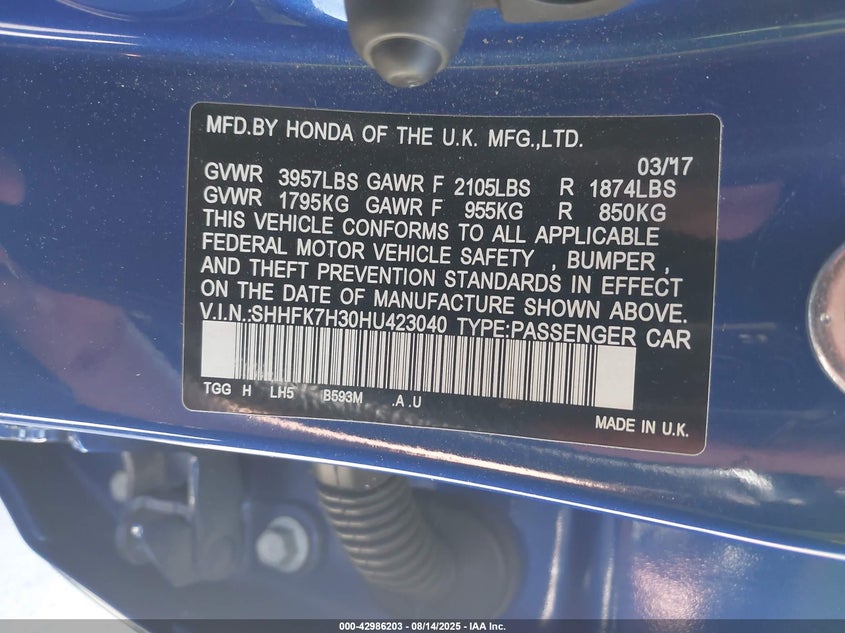 MFD.BY HONDA OF THE U.K. MFG.,LTD.
03/17
GVWR 3957LBS GAWR F 2105LBS R 1874LBS
GVWR 1795KG GAWR F 955KG R 850KG
THIS VEHICLE CONFORMS TO ALL APPLICABLE
FEDERAL MOTOR VEHICLE SAFETY , BUMPER ,
AND THEFT PREVENTION STANDARDS IN EFFECT
ON THE DATE OF MANUFACTURE SHOWN ABOVE.
V.I.N.:SHHFK7H30HU423040 TYPE:PASSENGER CAR
TGG H LH5 B593M .A .U
MADE IN U.K.
000-42986203 - 08/14/2025 - IAA Inc.